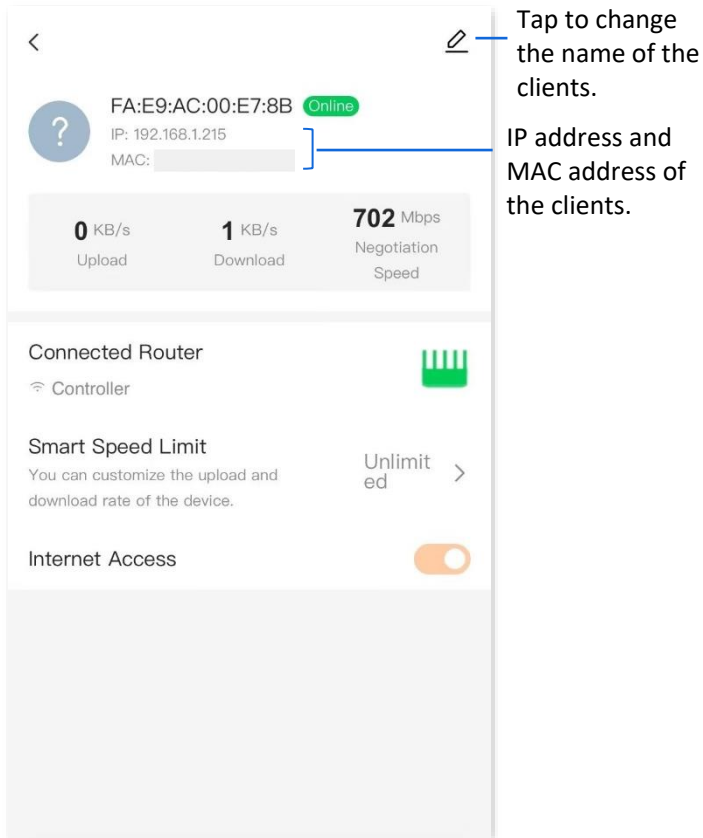 Tap to change
the name of the
clients.
FA:E9:AC:00:E7:8B Online
IP: 192.168.1.215
MAC:
IP address and
MAC address of
the clients.
0 KB/s
Upload
1 KB/s
Download
702 Mbps
Negotiation
Speed
Connected Router
Controller
Smart Speed Limit
You can customize the upload and
download rate of the device.
Unlimit
ed
Internet Access